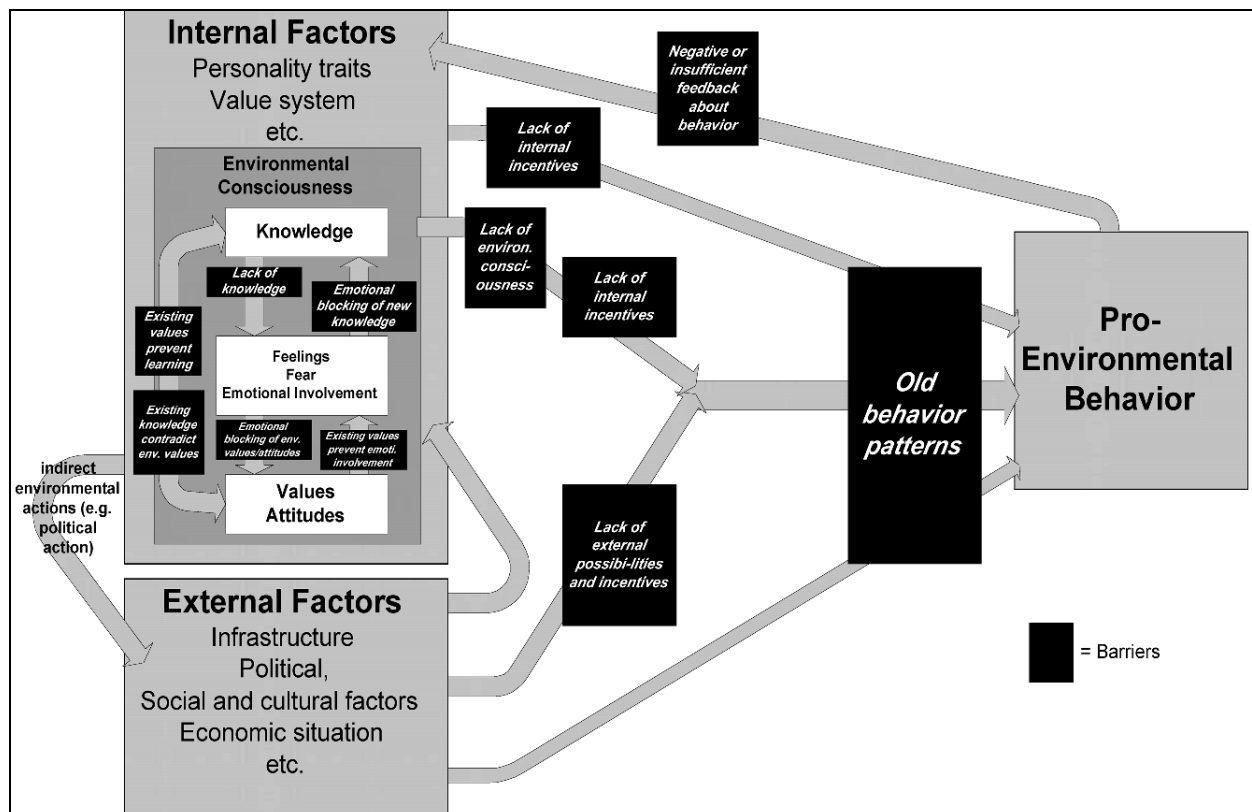 Internal Factors
Personality traits
Value system
etc.
Environmental
Consciousness
Knowledge
Lack of
knowledge
Emotional
blocking of new
knowledge
Existing
values
prevent
learning
Feelings
Fear
Emotional Involvement
Existing
knowledge
contradict
env. values
Emotional
blocking of env.
values/attitudes
Existing values
prevent emoti.
involvement
Values
Attitudes
indirect
environmental
actions (e.g.
political
action)
External Factors
Infrastructure
Political,
Social and cultural factors
Economic situation
etc.
Negative or
insufficient
feedback
about
behavior
Lack of
internal
incentives
Lack of
environ.
consci-
ousness
Lack of
internal
incentives
Lack of
external
possibi-lities
and incentives
Old
behavior
patterns
Pro-
Environmental
Behavior
= Barriers